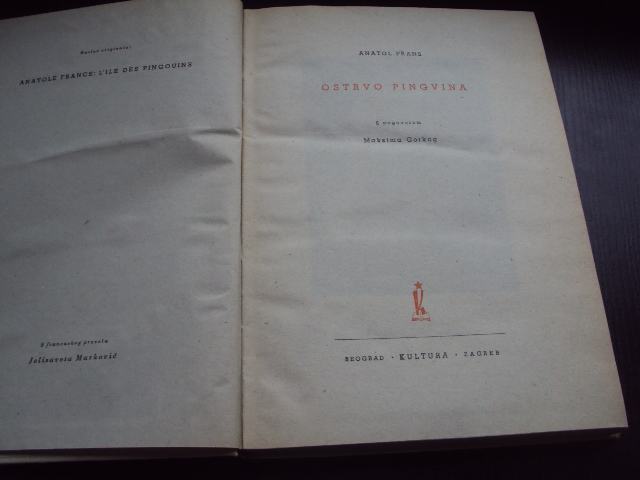 Naslov originala:
ANATOLE FRANCE: L'ILE DES PINGOUINS
S francuskog prevela
Jelisaveta Marković
ANATOL FRANS
OSTRVO PINGVINA
S pogovorom
Maksima Gorkog
K
BEOGRAD · KULTURA · ZAGREB